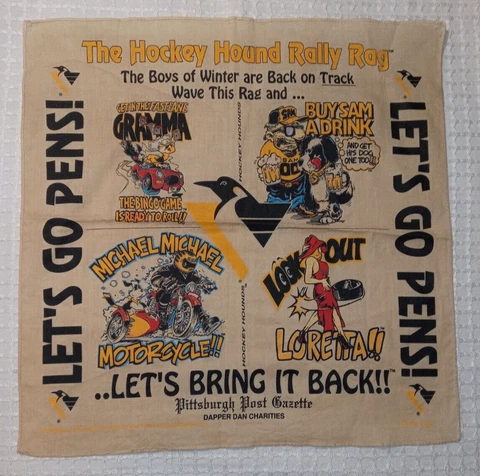 The Hockey Hound Rally Rag™
The Boys of Winter are Back on Track
Wave This Rag and ...
LET'S GO PENS!
LET'S GO PENS!
GET IN THE FAST LANE
GRAMMA
THE BINGO GAME
IS READY TO ROLL!!
HOCKEY HOUNDS
BUY SAM
A DRINK
AND GET
HIS DOG
ONE TOO!!
SAM
MICHAEL, MICHAEL
MOTORCYCLE!!
HOCKEY HOUNDS
LOOK OUT
LORETTA!!
..LET'S BRING IT BACK!!™
Pittsburgh Post Gazette
DAPPER DAN CHARITIES